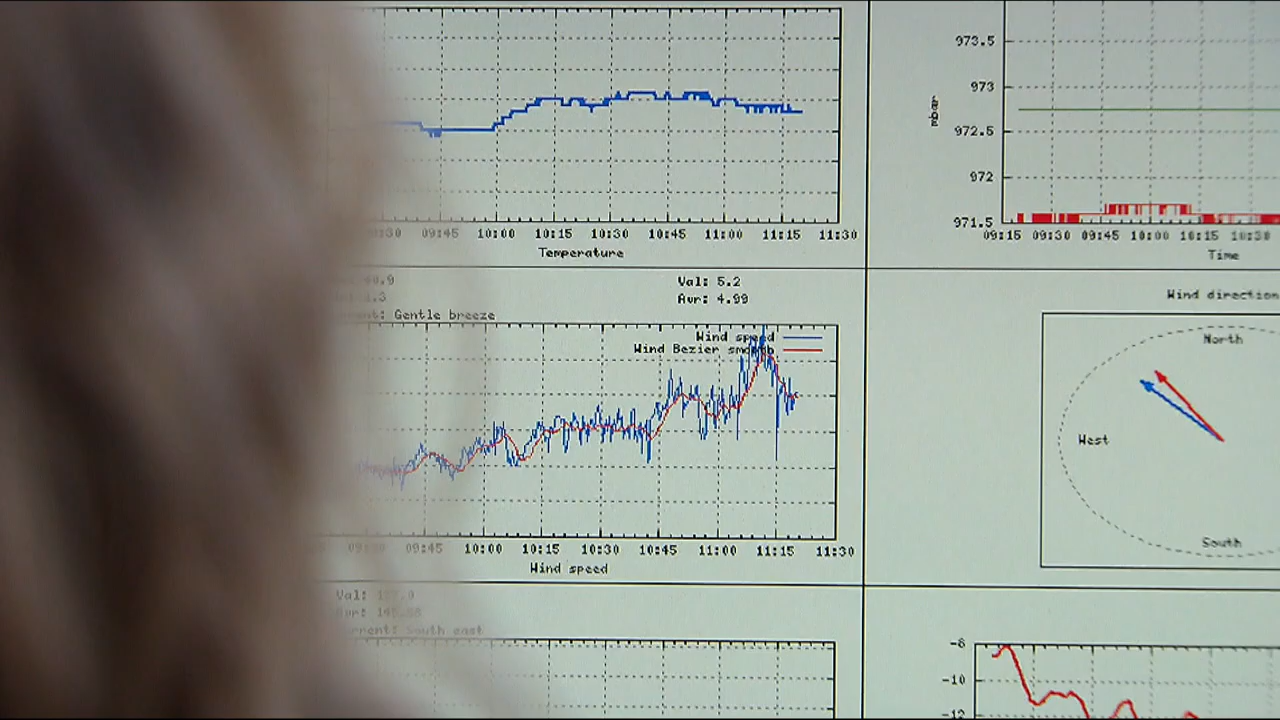 973.5
973
972.5
972
971.5
mbar
09:15 09:30 09:45 10:00 10:15 10:30
Time
09:45 10:00 10:15 10:30 10:45 11:00 11:15 11:30
Temperature
Val: 5.2
Avr: 4.99
Gentle breeze
Wind speed
Wind Bezier smooth
09:30 09:45 10:00 10:15 10:30 10:45 11:00 11:15 11:30
Wind speed
Wind direction
North
West
South
Val:
South east
-8
-10
-12